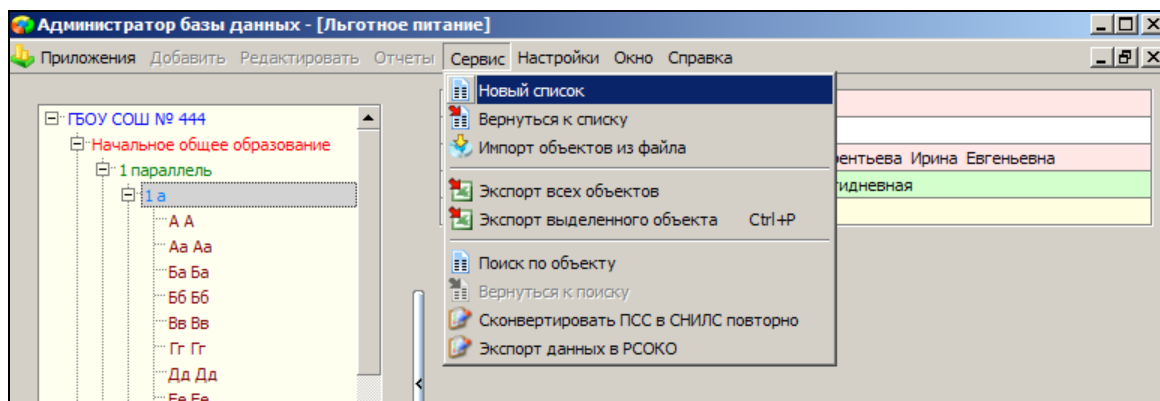 Администратор базы данных - [Льготное питание]
Приложения Добавить Редактировать Отчеты Сервис Настройки Окно Справка
Новый список
Вернуться к списку
Импорт объектов из файла
Экспорт всех объектов
Экспорт выделенного объекта Ctrl+P
Поиск по объекту
Вернуться к поиску
Сконвертировать ПСС в СНИЛС повторно
Экспорт данных в РСОКО
ГБОУ СОШ № 444
Начальное общее образование
1 параллель
1 а
А А
Аа Аа
Ба Ба
Бб Бб
Вв Вв
Гг Гг
Дд Дд
Ее Ее
Ирина Евгеньевна